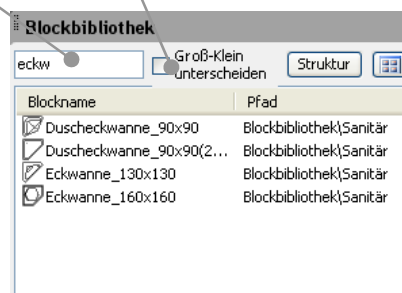 Blockbibliothek
eckw
Groß-Klein
unterscheiden
Struktur
Blockname Pfad
Duscheckwanne_90x90 Blockbibliothek\Sanitär
Duscheckwanne_90x90(2... Blockbibliothek\Sanitär
Eckwanne_130x130 Blockbibliothek\Sanitär
Eckwanne_160x160 Blockbibliothek\Sanitär